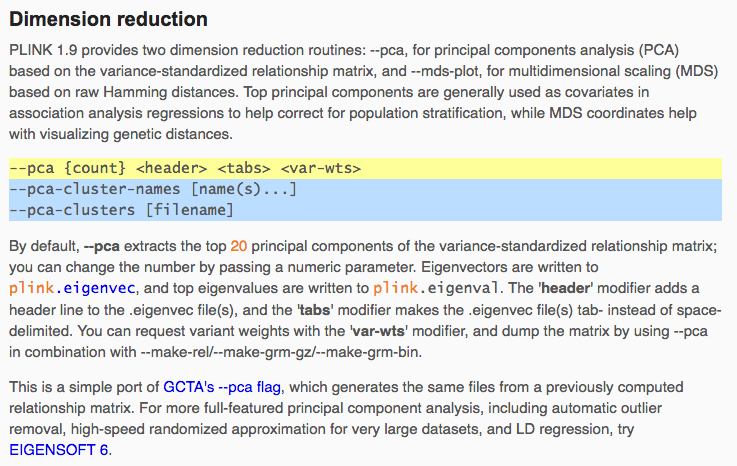 Dimension reduction
PLINK 1.9 provides two dimension reduction routines: --pca, for principal components analysis (PCA)
based on the variance-standardized relationship matrix, and --mds-plot, for multidimensional scaling (MDS)
based on raw Hamming distances. Top principal components are generally used as covariates in
association analysis regressions to help correct for population stratification, while MDS coordinates help
with visualizing genetic distances.
--pca {count} <header> <tabs> <var-wts>
--pca-cluster-names [name(s)...]
--pca-clusters [filename]
By default, --pca extracts the top 20 principal components of the variance-standardized relationship matrix;
you can change the number by passing a numeric parameter. Eigenvectors are written to
plink.eigenvec, and top eigenvalues are written to plink.eigenval. The 'header' modifier adds a
header line to the .eigenvec file(s), and the 'tabs' modifier makes the .eigenvec file(s) tab- instead of space-
delimited. You can request variant weights with the 'var-wts' modifier, and dump the matrix by using --pca
in combination with --make-rel/--make-grm-gz/--make-grm-bin.
This is a simple port of GCTA's --pca flag, which generates the same files from a previously computed
relationship matrix. For more full-featured principal component analysis, including automatic outlier
removal, high-speed randomized approximation for very large datasets, and LD regression, try
EIGENSOFT 6.